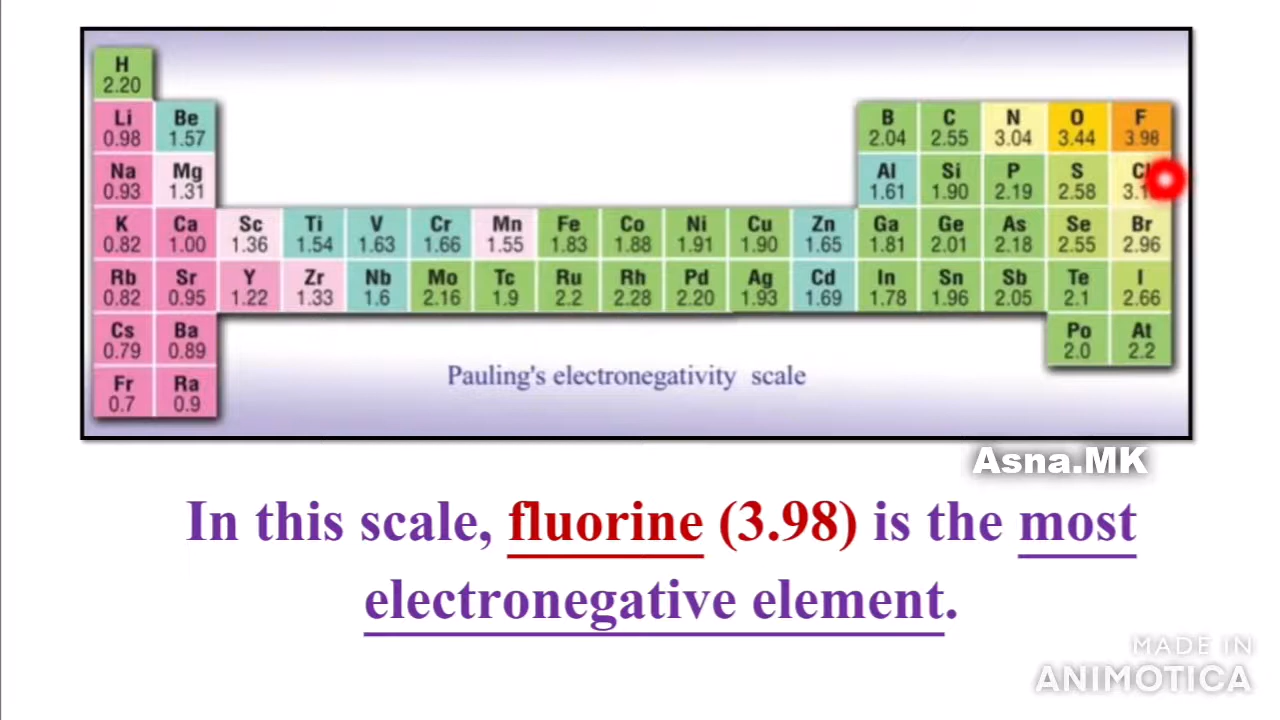 H
2.20
Li Be B C N O F
0.98 1.57 2.04 2.55 3.04 3.44 3.98
Na Mg Al Si P S
0.93 1.31 1.61 1.90 2.19 2.58
K Ca Sc Ti V Cr Mn Fe Co Ni Cu Zn Ga Ge As Se Br
0.82 1.00 1.36 1.54 1.63 1.66 1.55 1.83 1.88 1.91 1.90 1.65 1.81 2.01 2.18 2.55 2.96
Rb Sr Y Zr Nb Mo Tc Ru Rh Pd Ag Cd In Sn Sb Te I
0.82 0.95 1.22 1.33 1.6 2.16 1.9 2.2 2.28 2.20 1.93 1.69 1.78 1.96 2.05 2.1 2.66
Cs Ba Po At
0.79 0.89 2.0 2.2
Fr Ra
0.7 0.9
Pauling's electronegativity scale
Asna.MK
In this scale, fluorine (3.98) is the most
electronegative element.
MADE IN
ANIMOTICA